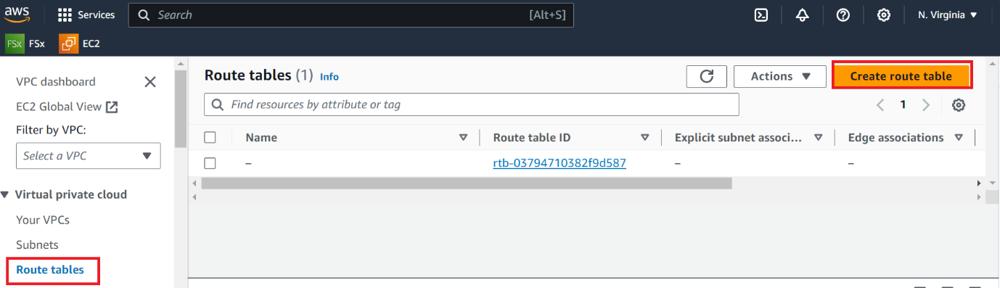 aws Services Search [Alt+S] N. Virginia
FSx FSx EC2
VPC dashboard
EC2 Global View
Filter by VPC:
Select a VPC
Virtual private cloud
Your VPCs
Subnets
Route tables
Route tables (1) Info Actions Create route table
Find resources by attribute or tag 1
Name Route table ID Explicit subnet associ... Edge associations
– rtb-03794710382f9d587 – –